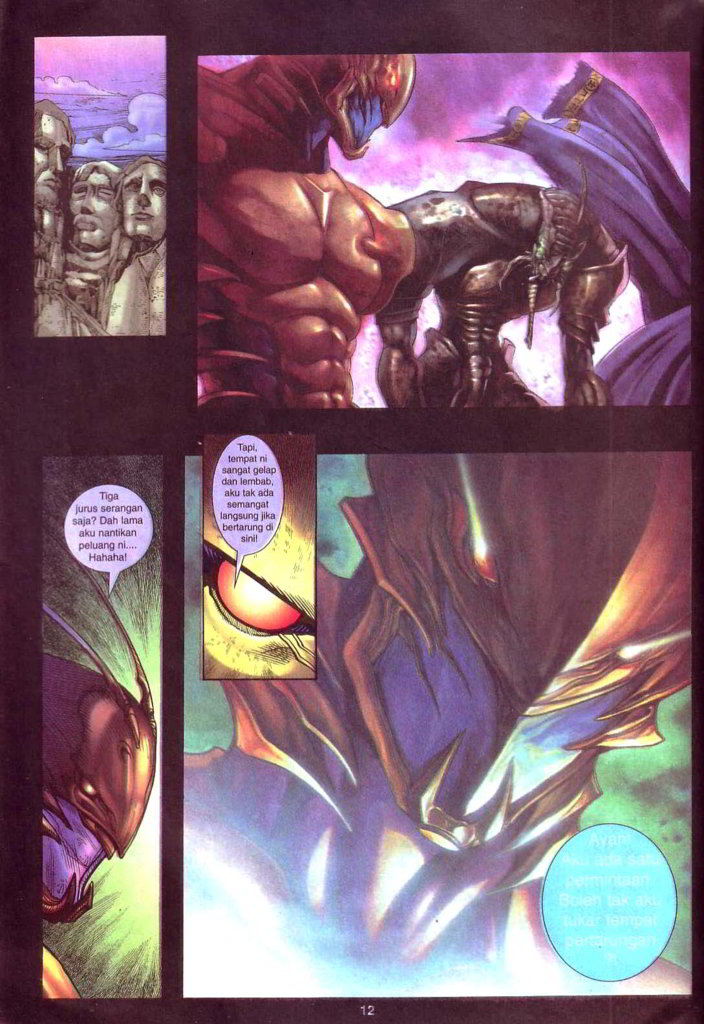 Tiga
jurus serangan
saja? Dah lama
aku nantikan
peluang ni....
Hahaha!
Tapi,
tempat ni
sangat gelap
dan lembab,
aku tak ada
semangat
langsung jika
bertarung di
sini!
Ayah!
Aku ada satu
permintaan.
Boleh tak aku
tukar tempat
pertarungan
?!
12